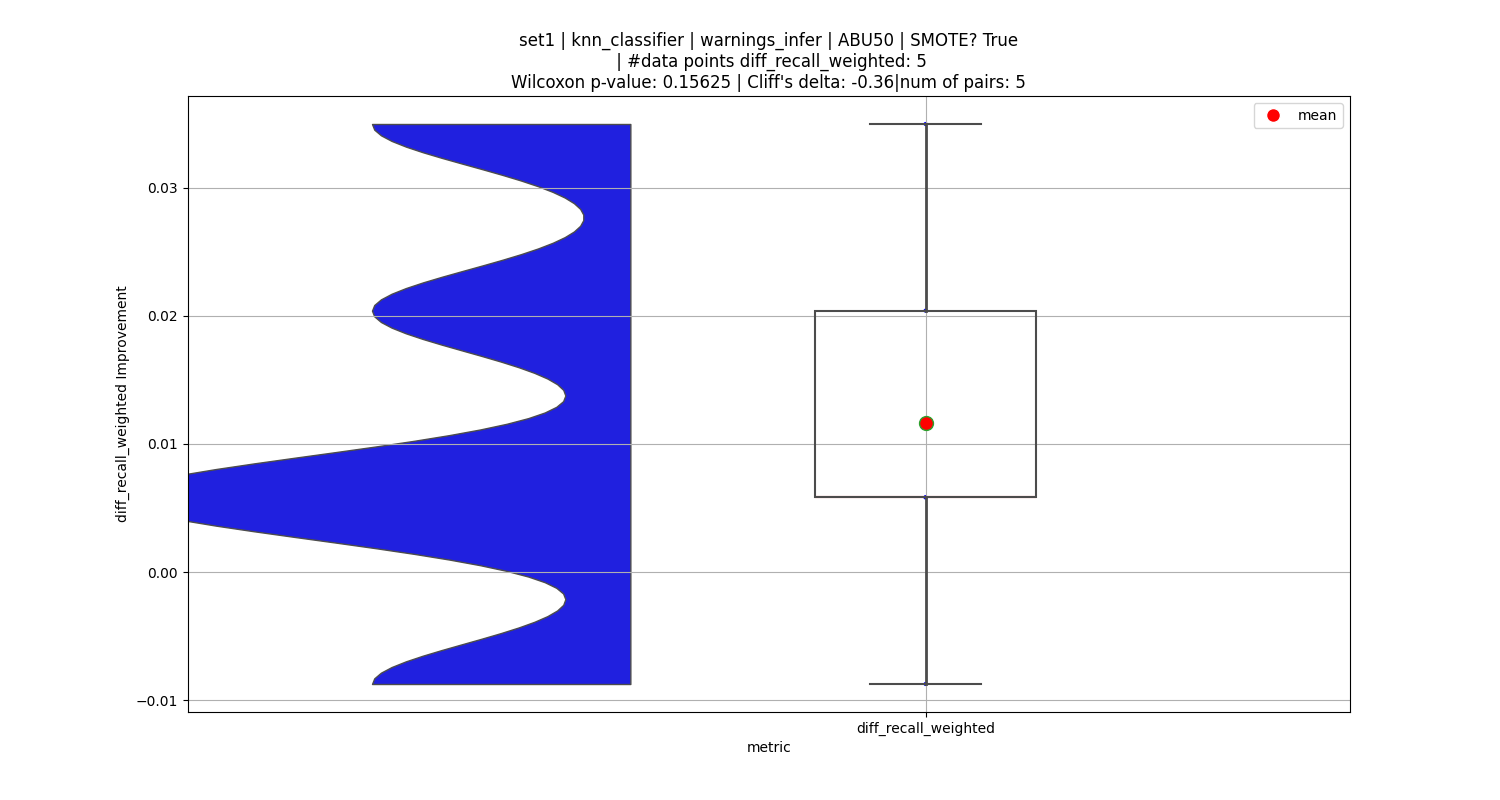 set1 | knn_classifier | warnings_infer | ABU50 | SMOTE? True
| #data points diff_recall_weighted: 5
Wilcoxon p-value: 0.15625 | Cliff's delta: -0.36|num of pairs: 5
mean
diff_recall_weighted Improvement
0.03
0.02
0.01
0.00
−0.01
diff_recall_weighted
metric